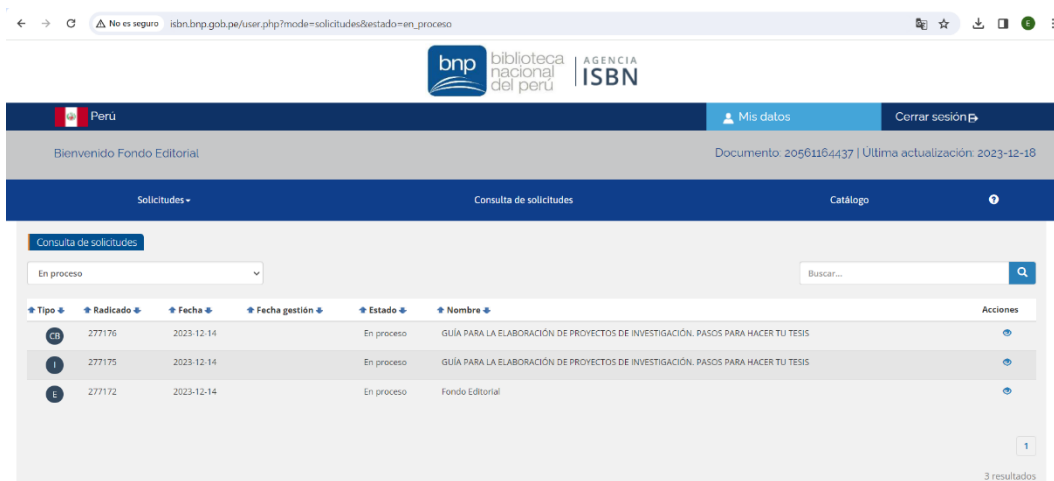 No es seguro isbn.bnp.gob.pe/user.php?mode=solicitudes&estado=en_proceso E
bnp biblioteca nacional del perú AGENCIA ISBN
Perú Mis datos Cerrar sesión
Bienvenido Fondo Editorial Documento: 20561164437 | Última actualización: 2023-12-18
Solicitudes Consulta de solicitudes Catálogo ?
Consulta de solicitudes
En proceso Buscar...
Tipo Radicado Fecha Fecha gestión Estado Nombre Acciones
CB 277176 2023-12-14 En proceso GUÍA PARA LA ELABORACIÓN DE PROYECTOS DE INVESTIGACIÓN. PASOS PARA HACER TU TESIS
I 277175 2023-12-14 En proceso GUÍA PARA LA ELABORACIÓN DE PROYECTOS DE INVESTIGACIÓN. PASOS PARA HACER TU TESIS
E 277172 2023-12-14 En proceso Fondo Editorial
1
3 resultados